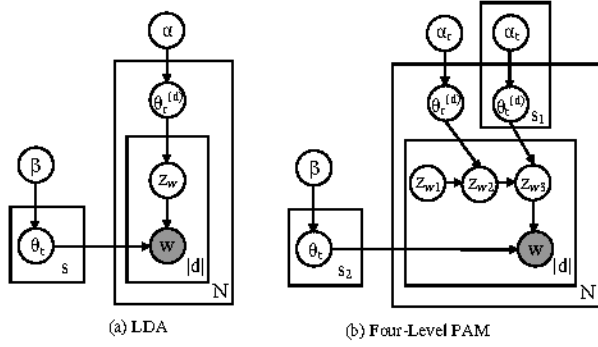 α
θr(d)
β
zw
θt
s
w
|d|
N
(a) LDA
αr
αt
θr(d)
θt(d)
s1
β
zw1
zw2
zw3
θt
s2
w
|d|
N
(b) Four-Level PAM